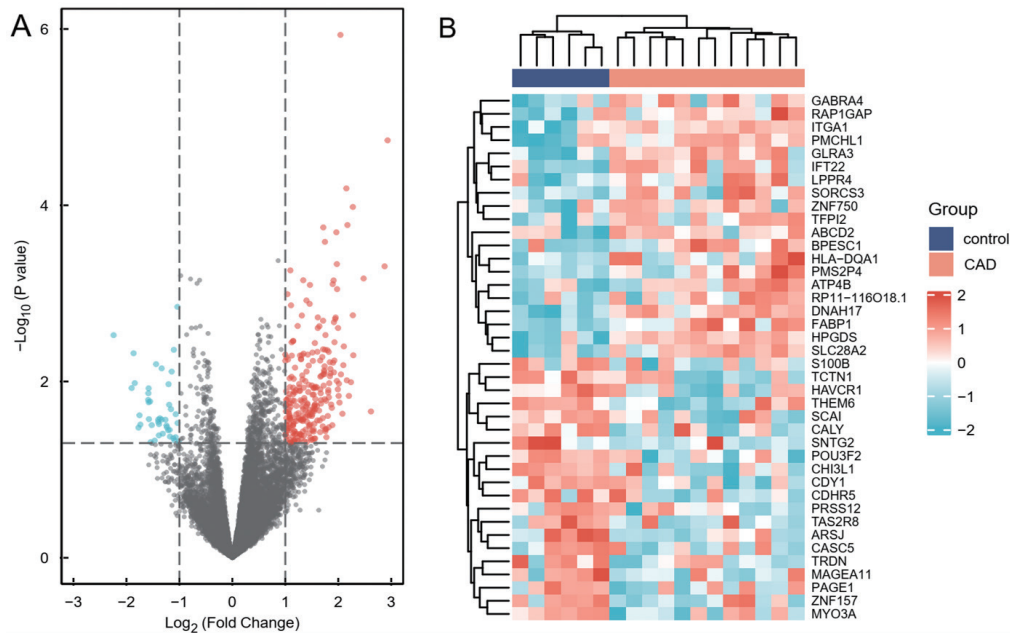 A
6
4
2
0
−3
−2
−1
0
1
2
3
−Log10 (P value)
Log2 (Fold Change)
B
GABRA4
RAP1GAP
ITGA1
PMCHL1
GLRA3
IFT22
LPPR4
SORCS3
ZNF750
TFPI2
ABCD2
BPESC1
HLA−DQA1
PMS2P4
ATP4B
RP11−116O18.1
DNAH17
FABP1
HPGDS
SLC28A2
S100B
TCTN1
HAVCR1
THEM6
SCAI
CALY
SNTG2
POU3F2
CHI3L1
CDY1
CDHR5
PRSS12
TAS2R8
ARSJ
CASC5
TRDN
MAGEA11
PAGE1
ZNF157
MYO3A
Group
control
CAD
2
1
0
−1
−2